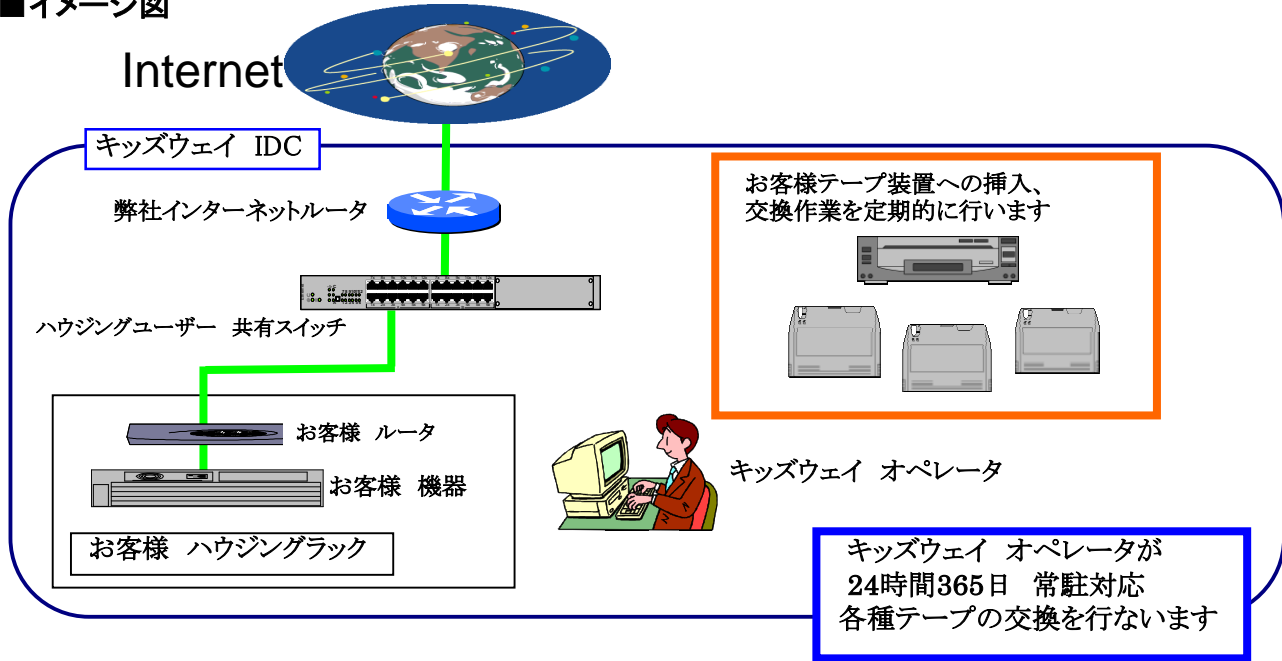 ■イメージ図
Internet
キッズウェイ IDC
弊社インターネットルータ
お客様テープ装置への挿入、
交換作業を定期的に行います
ハウジングユーザー 共有スイッチ
お客様 ルータ
お客様 機器
お客様 ハウジングラック
キッズウェイ オペレータ
キッズウェイ オペレータが
24時間365日 常駐対応
各種テープの交換を行ないます